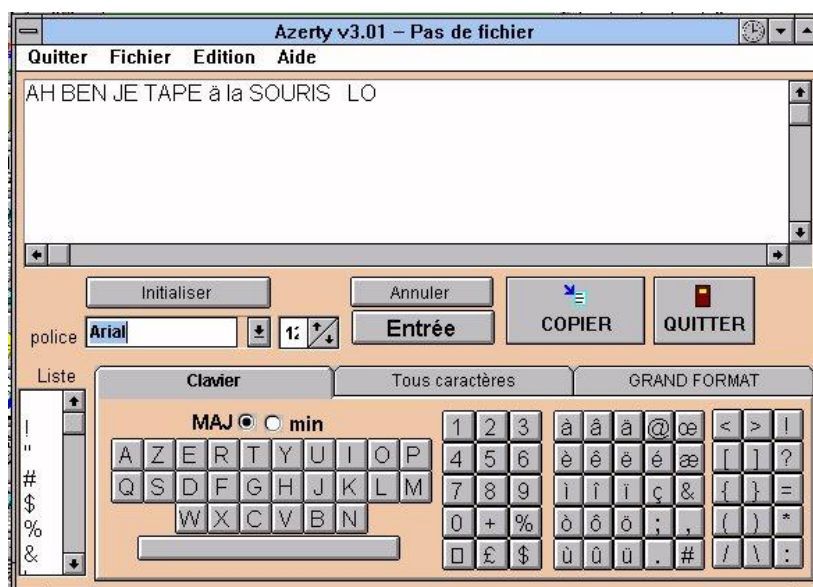 Azerty v3.01 – Pas de fichier
Quitter Fichier Edition Aide
AH BEN JE TAPE ä la SOURIS LO
Initialiser Annuler COPIER QUITTER
police Arial 12 Entrée
Liste Clavier Tous caractères GRAND FORMAT
MAJ min
! " # $ % &
A Z E R T Y U I O P
Q S D F G H J K L M
W X C V B N
1 2 3 à â ä @ œ < > !
4 5 6 è ê ë é æ [ ] ?
7 8 9 ì î ï ç & { } =
0 + % ò ô ö ; , ( ) *
£ $ ù û ü . # / \ :